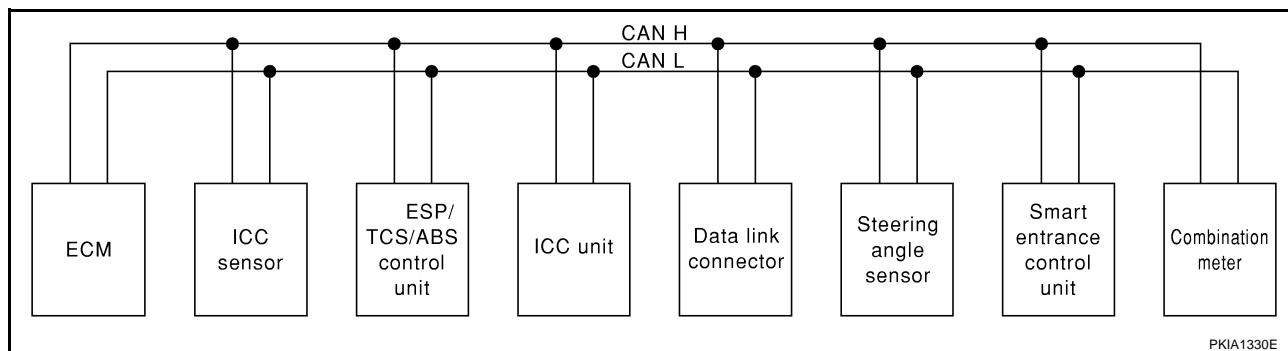 CAN H
CAN L
ECM
ICC
sensor
ESP/
TCS/ABS
control
unit
ICC unit
Data link
connector
Steering
angle
sensor
Smart
entrance
control
unit
Combination
meter
PKIA1330E